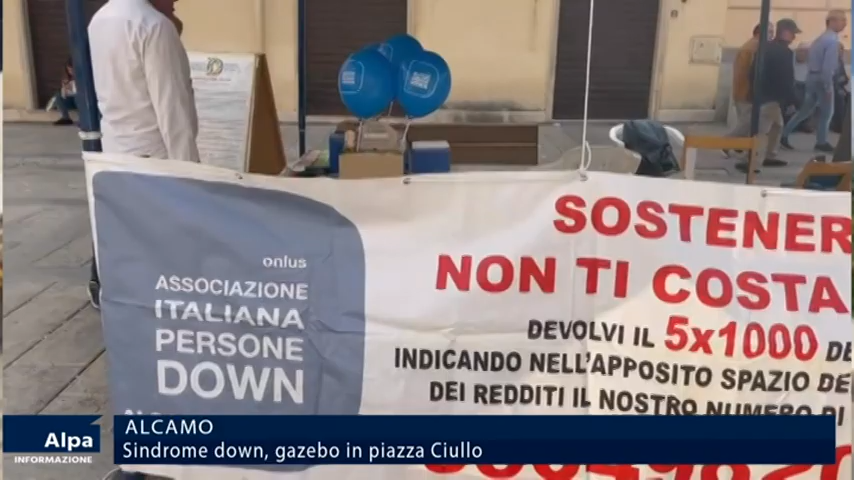 onlus
ASSOCIAZIONE
ITALIANA
PERSONE
DOWN
SOSTENER
NON TI COSTA
DEVOLVI IL 5x1000 DE
INDICANDO NELL'APPOSITO SPAZIO DE
DEI REDDITI IL NOSTRO NUMERO DI
Alpa
INFORMAZIONE
ALCAMO
Sindrome down, gazebo in piazza Ciullo